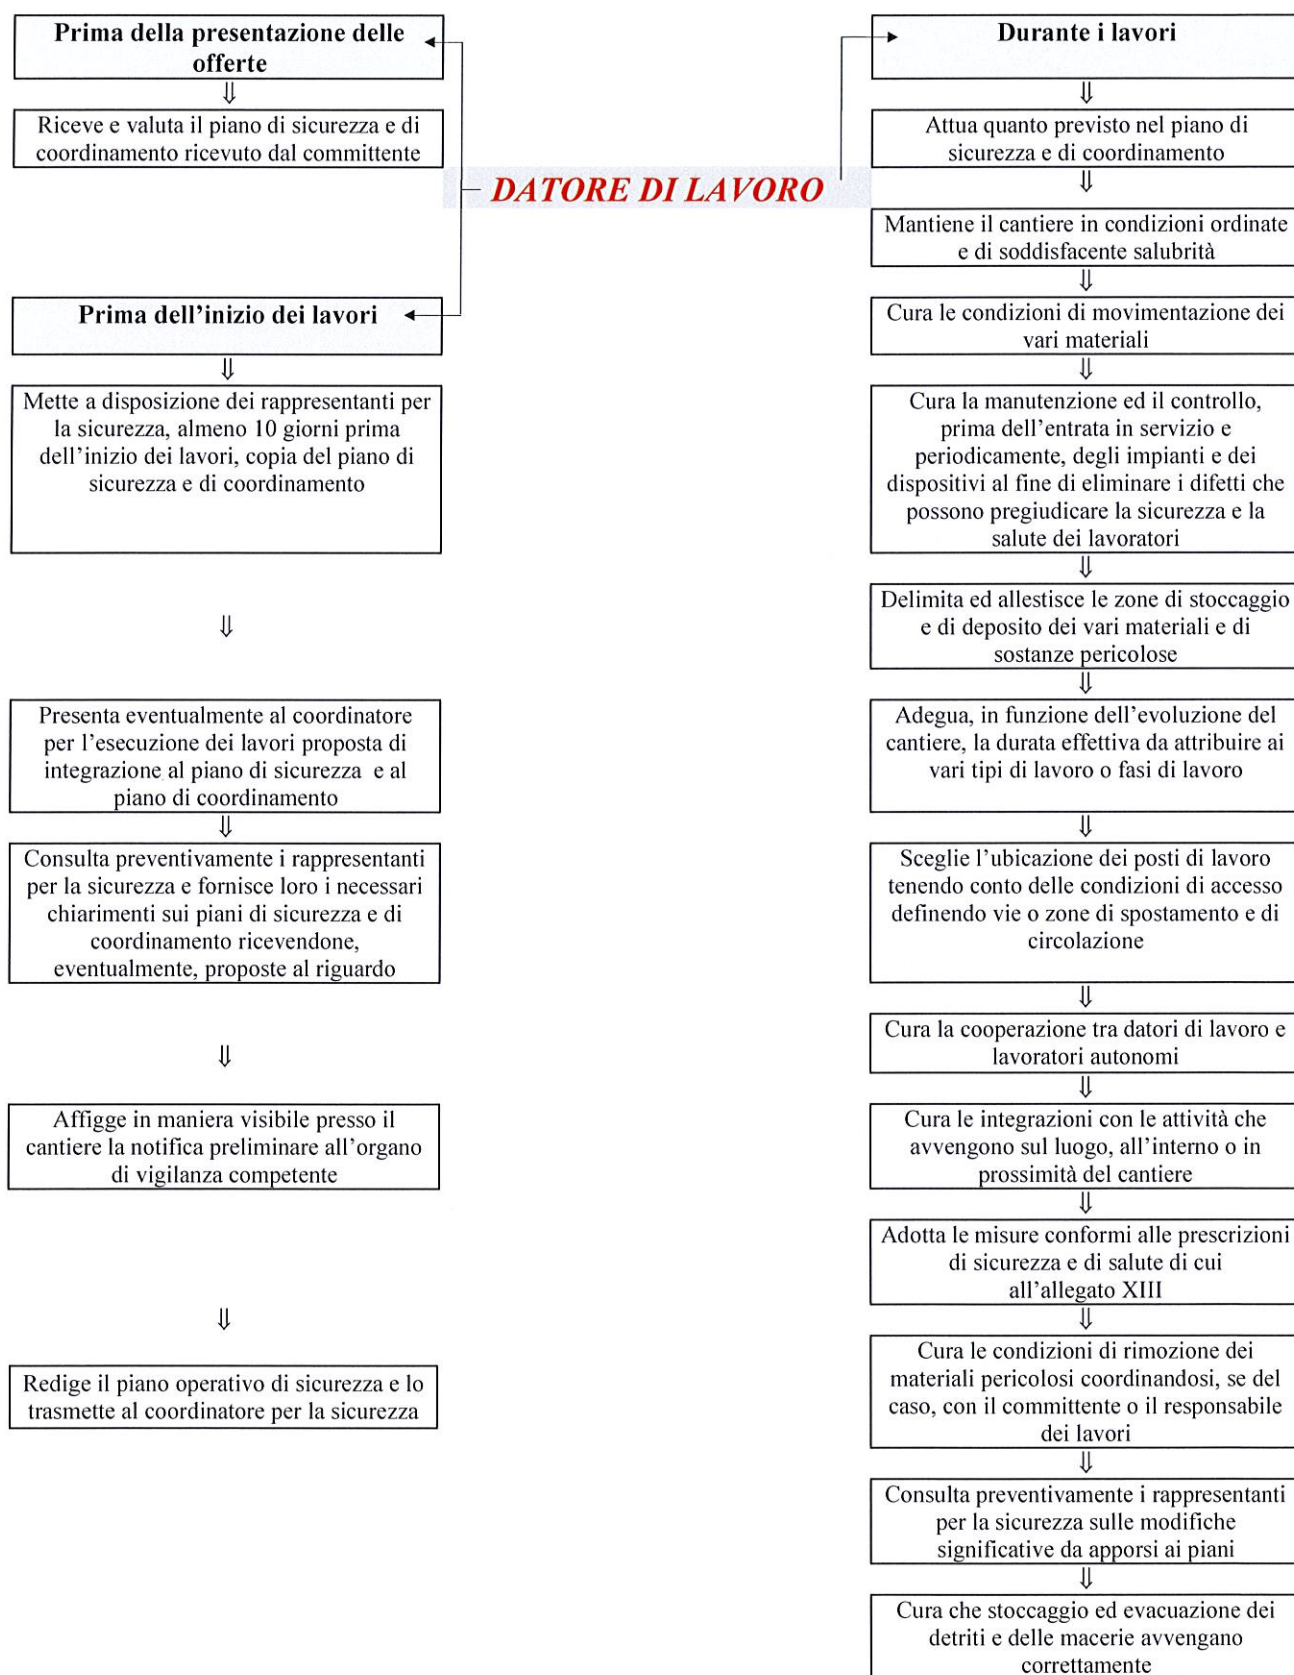 Prima della presentazione delle
offerte
Riceve e valuta il piano di sicurezza e di
coordinamento ricevuto dal committente
DATORE DI LAVORO
Prima dell’inizio dei lavori
Mette a disposizione dei rappresentanti per
la sicurezza, almeno 10 giorni prima
dell’inizio dei lavori, copia del piano di
sicurezza e di coordinamento
Presenta eventualmente al coordinatore
per l’esecuzione dei lavori proposta di
integrazione al piano di sicurezza e al
piano di coordinamento
Consulta preventivamente i rappresentanti
per la sicurezza e fornisce loro i necessari
chiarimenti sui piani di sicurezza e di
coordinamento ricevendone,
eventualmente, proposte al riguardo
Affigge in maniera visibile presso il
cantiere la notifica preliminare all’organo
di vigilanza competente
Redige il piano operativo di sicurezza e lo
trasmette al coordinatore per la sicurezza
Durante i lavori
Attua quanto previsto nel piano di
sicurezza e di coordinamento
Mantiene il cantiere in condizioni ordinate
e di soddisfacente salubrità
Cura le condizioni di movimentazione dei
vari materiali
Cura la manutenzione ed il controllo,
prima dell’entrata in servizio e
periodicamente, degli impianti e dei
dispositivi al fine di eliminare i difetti che
possono pregiudicare la sicurezza e la
salute dei lavoratori
Delimita ed allestisce le zone di stoccaggio
e di deposito dei vari materiali e di
sostanze pericolose
Adegua, in funzione dell’evoluzione del
cantiere, la durata effettiva da attribuire ai
vari tipi di lavoro o fasi di lavoro
Sceglie l’ubicazione dei posti di lavoro
tenendo conto delle condizioni di accesso
definendo vie o zone di spostamento e di
circolazione
Cura la cooperazione tra datori di lavoro e
lavoratori autonomi
Cura le integrazioni con le attività che
avvengono sul luogo, all’interno o in
prossimità del cantiere
Adotta le misure conformi alle prescrizioni
di sicurezza e di salute di cui
all’allegato XIII
Cura le condizioni di rimozione dei
materiali pericolosi coordinandosi, se del
caso, con il committente o il responsabile
dei lavori
Consulta preventivamente i rappresentanti
per la sicurezza sulle modifiche
significative da apporsi ai piani
Cura che stoccaggio ed evacuazione dei
detriti e delle macerie avvengano
correttamente